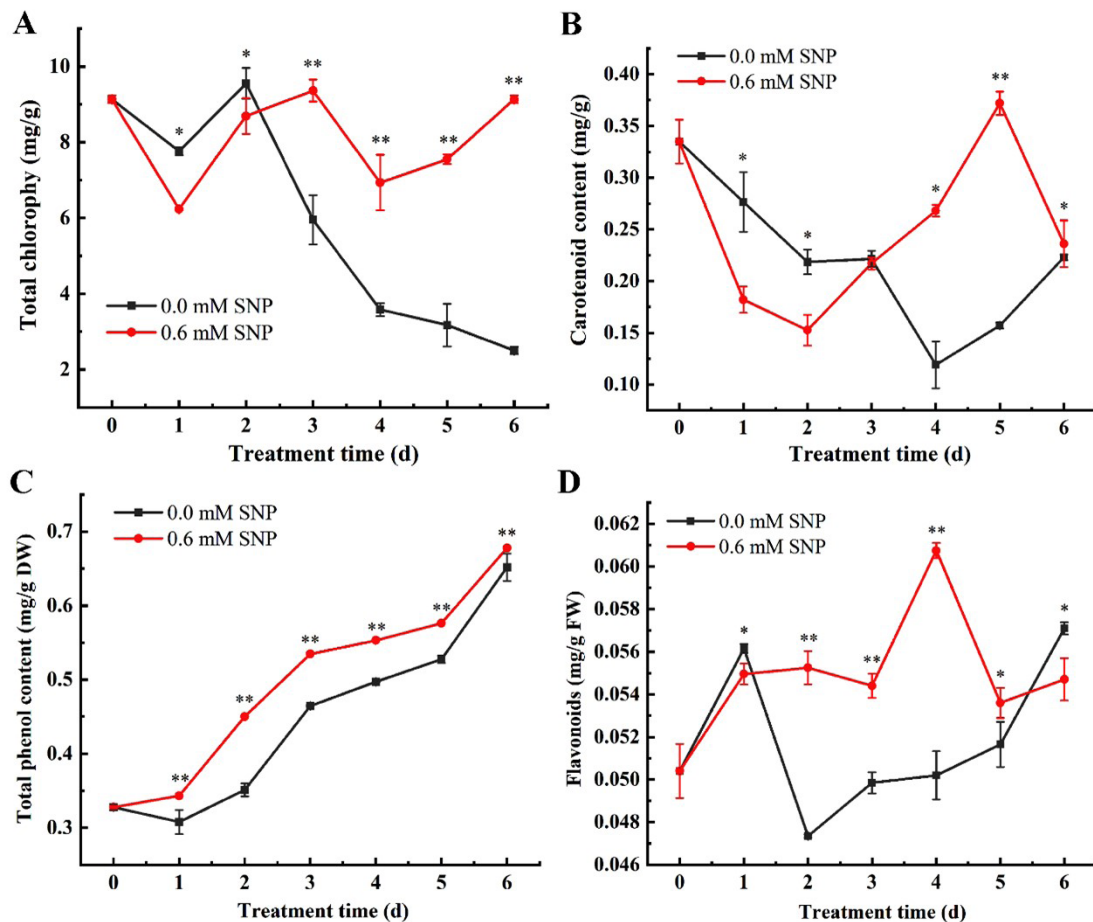 A
Total chlorophy (mg/g)
10
8
6
4
2
*
*
**
**
**
**
0.0 mM SNP
0.6 mM SNP
0 1 2 3 4 5 6
Treatment time (d)
B
Carotenoid content (mg/g)
0.40
0.35
0.30
0.25
0.20
0.15
0.10
0.0 mM SNP
0.6 mM SNP
*
*
*
**
*
0 1 2 3 4 5 6
Treatment time (d)
C
Total phenol content (mg/g DW)
0.7
0.6
0.5
0.4
0.3
0.0 mM SNP
0.6 mM SNP
**
**
**
**
**
**
0 1 2 3 4 5 6
Treatment time (d)
D
Flavonoids (mg/g FW)
0.062
0.060
0.058
0.056
0.054
0.052
0.050
0.048
0.046
0.0 mM SNP
0.6 mM SNP
*
**
**
**
*
*
0 1 2 3 4 5 6
Treatment time (d)